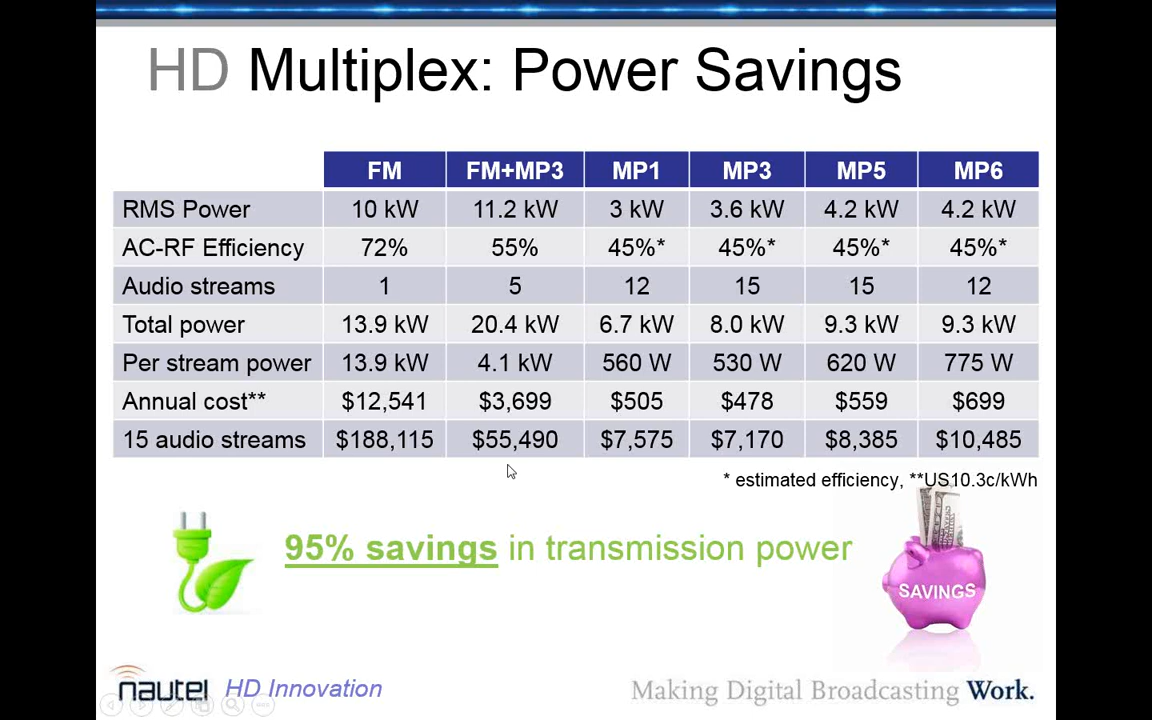 HD Multiplex: Power Savings
FM FM+MP3 MP1 MP3 MP5 MP6
RMS Power 10 kW 11.2 kW 3 kW 3.6 kW 4.2 kW 4.2 kW
AC-RF Efficiency 72% 55% 45%* 45%* 45%* 45%*
Audio streams 1 5 12 15 15 12
Total power 13.9 kW 20.4 kW 6.7 kW 8.0 kW 9.3 kW 9.3 kW
Per stream power 13.9 kW 4.1 kW 560 W 530 W 620 W 775 W
Annual cost** $12,541 $3,699 $505 $478 $559 $699
15 audio streams $188,115 $55,490 $7,575 $7,170 $8,385 $10,485
* estimated efficiency, **US10.3c/kWh
95% savings in transmission power
SAVINGS
nautel HD Innovation
Making Digital Broadcasting Work.